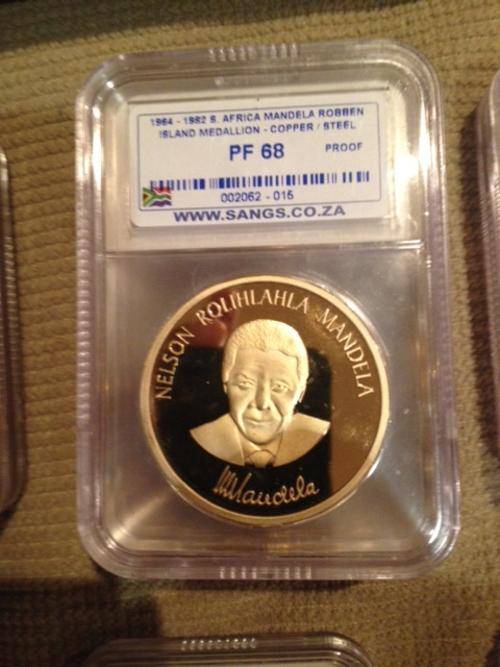 1964 - 1982 S. AFRICA MANDELA ROBBEN
ISLAND MEDALLION - COPPER / STEEL
PF 68 PROOF
002062 - 015
WWW.SANGS.CO.ZA
NELSON ROLIHLAHLA MANDELA
NMandela